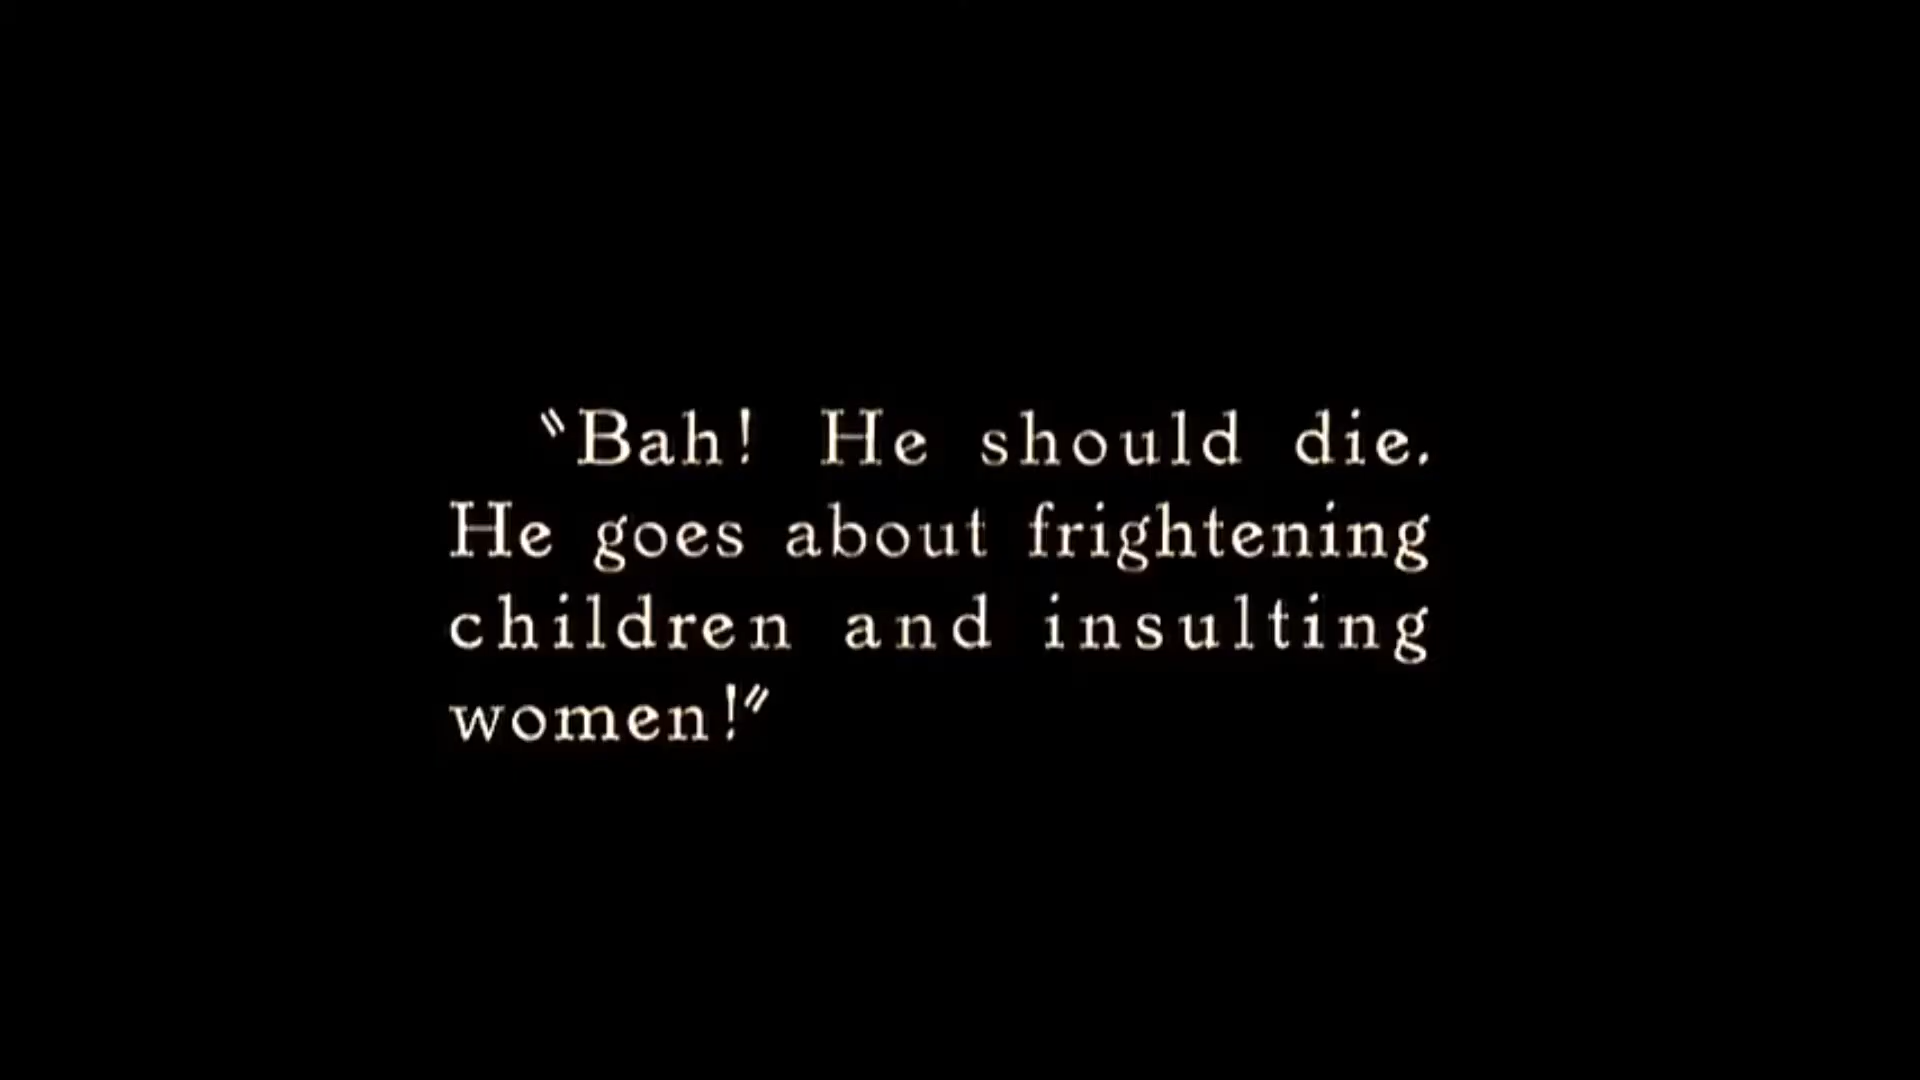 "Bah! He should die.
He goes about frightening
children and insulting
women!"